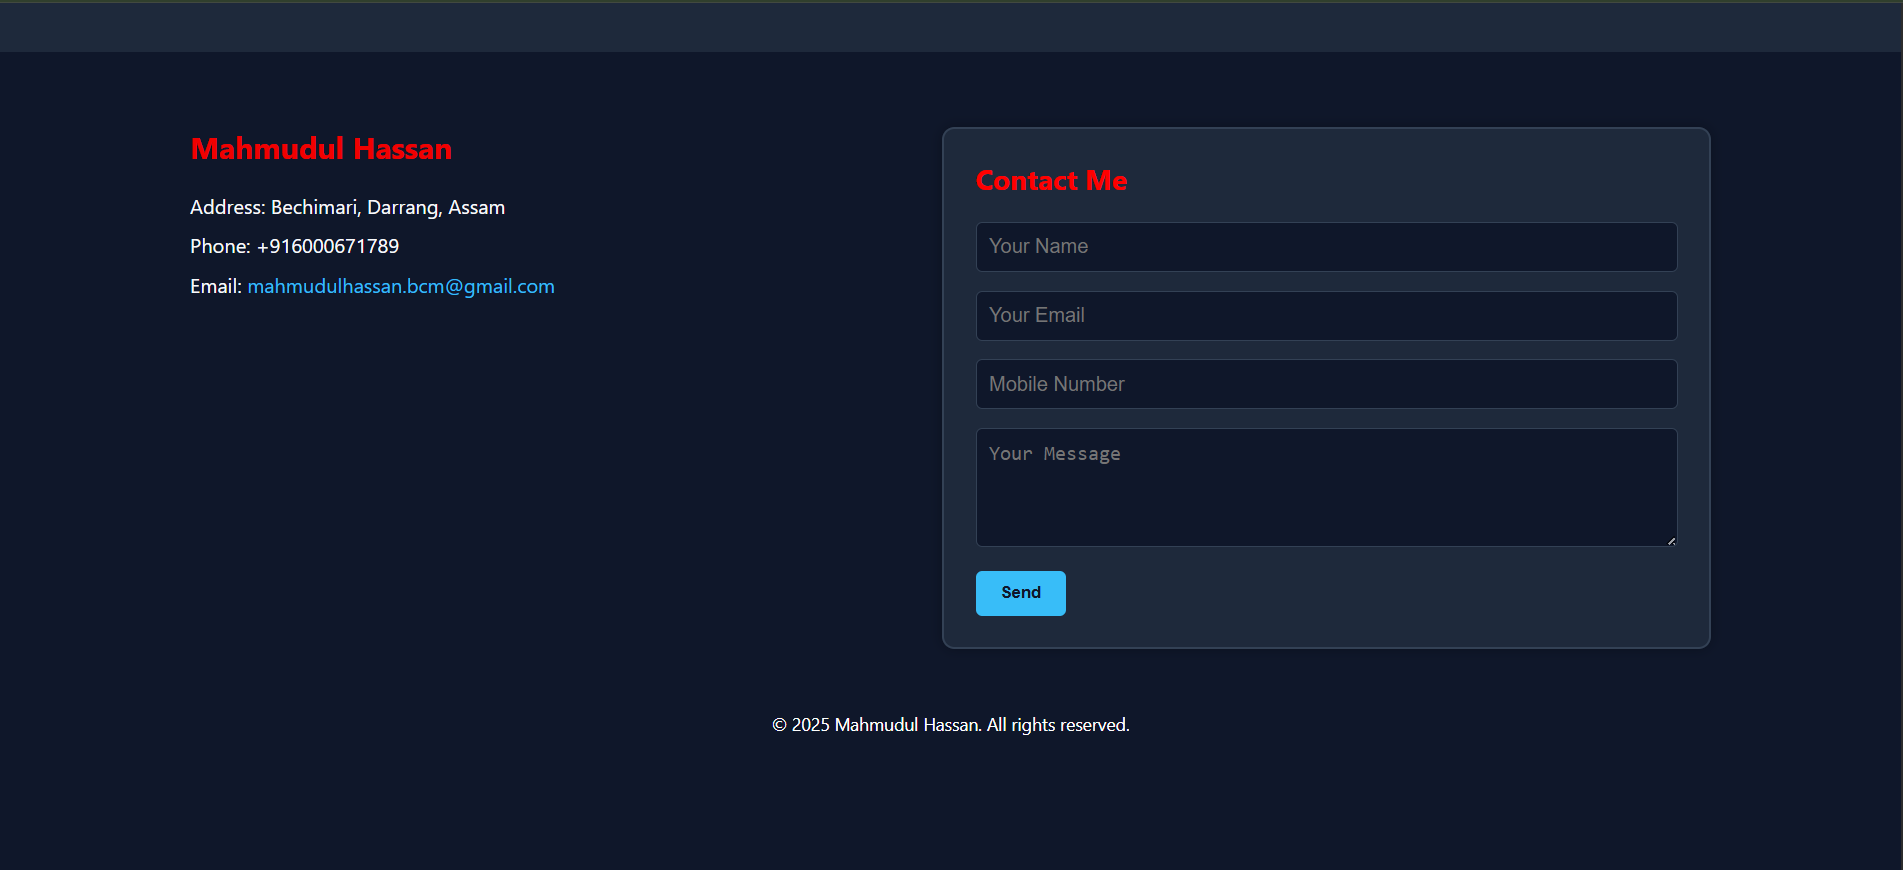 Mahmudul Hassan
Address: Bechimari, Darrang, Assam
Phone: +916000671789
Email: mahmudulhassan.bcm@gmail.com
Contact Me
Your Name
Your Email
Mobile Number
Your Message
Send
© 2025 Mahmudul Hassan. All rights reserved.